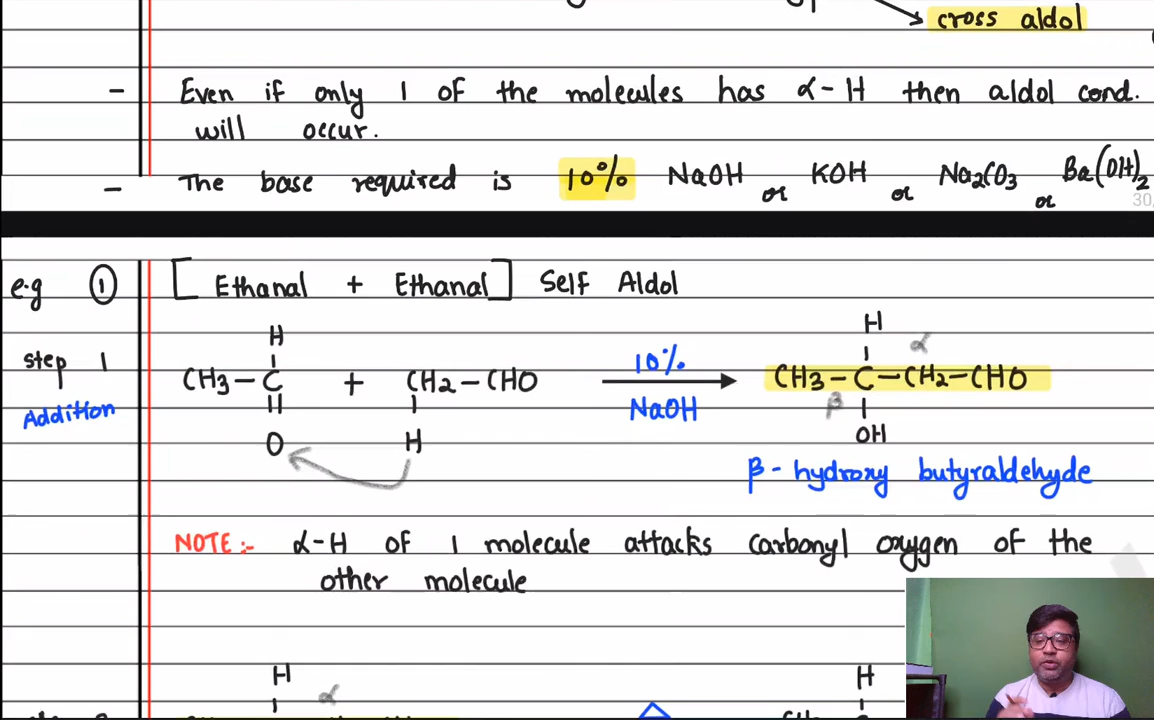 cross aldol
- Even if only 1 of the molecules has α-H then aldol cond.
will occur.
- The base required is 10% NaOH or KOH or Na2CO3 or Ba(OH)2
30,
e.g ① [Ethanal + Ethanal] Self Aldol
step 1
Addition
H
CH3-C + CH2-CHO
O H
10%
NaOH
H
α
CH3-C-CH2-CHO
β
OH
β-hydroxy butyraldehyde
NOTE:- α-H of 1 molecule attacks carbonyl oxygen of the
other molecule
H α H